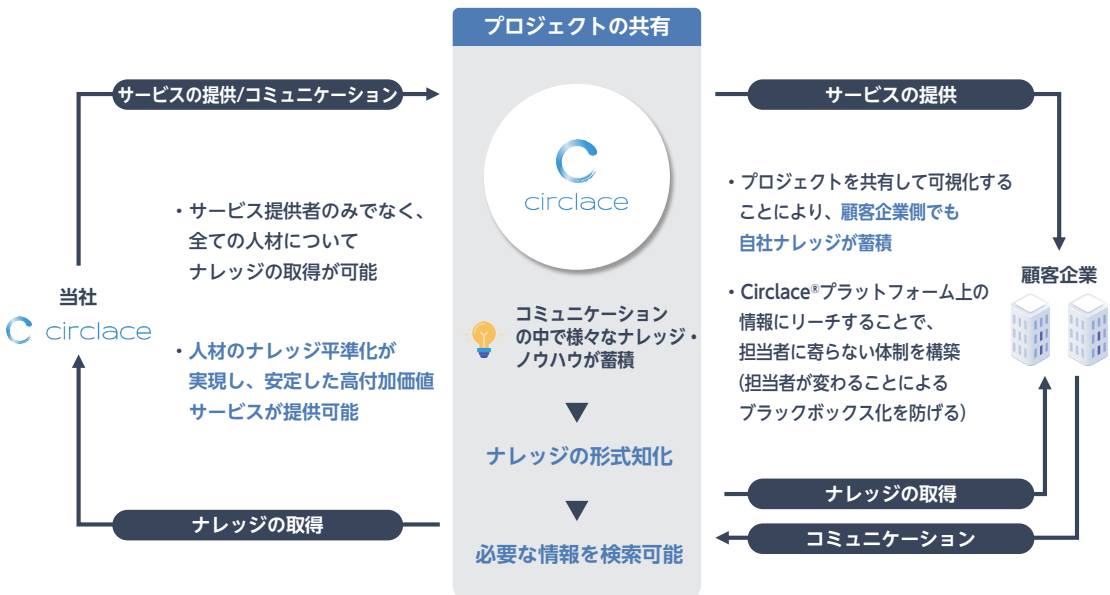 プロジェクトの共有
サービスの提供/コミュニケーション
サービスの提供
circlace
・サービス提供者のみでなく、
全ての人材について
ナレッジの取得が可能
・人材のナレッジ平準化が
実現し、安定した高付加価値
サービスが提供可能
当社
circlace
コミュニケーション
の中で様々なナレッジ・
ノウハウが蓄積
ナレッジの形式知化
必要な情報を検索可能
・プロジェクトを共有して可視化する
ことにより、顧客企業側でも
自社ナレッジが蓄積
・Circlace®プラットフォーム上の
情報にリーチすることで、
担当者に寄らない体制を構築
(担当者が変わることによる
ブラックボックス化を防げる)
顧客企業
ナレッジの取得
ナレッジの取得
コミュニケーション